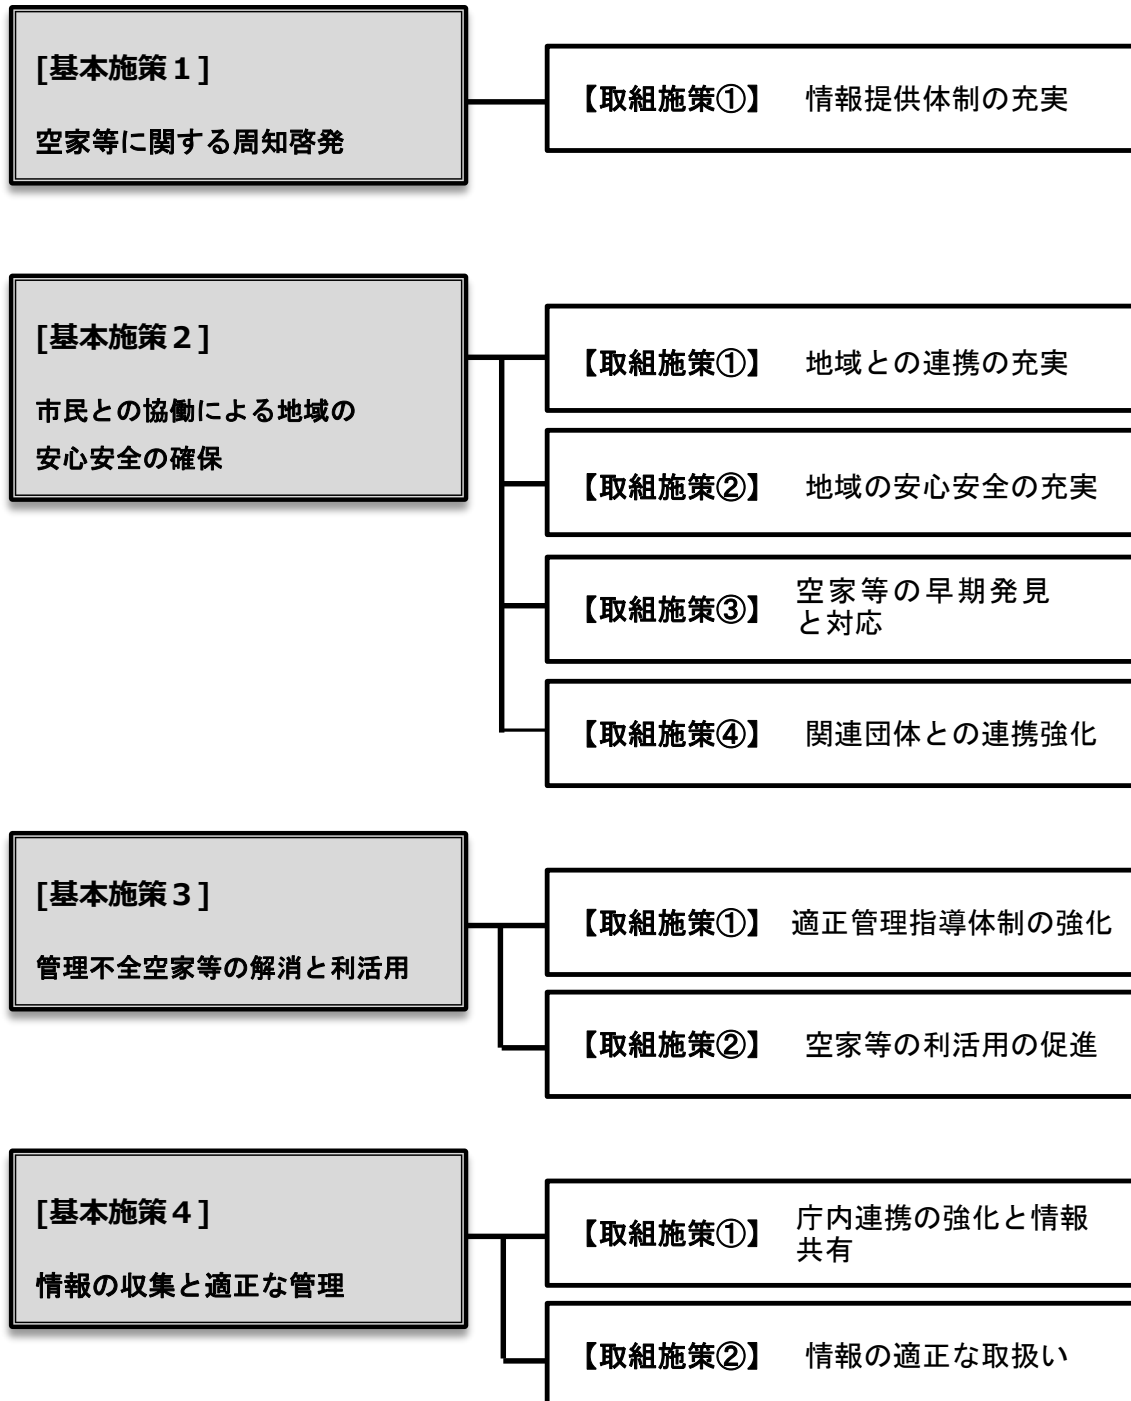 [基本施策１]
空家等に関する周知啓発
【取組施策①】　情報提供体制の充実
[基本施策２]
市民との協働による地域の
安心安全の確保
【取組施策①】　地域との連携の充実
【取組施策②】　地域の安心安全の充実
【取組施策③】　空家等の早期発見
と対応
【取組施策④】　関連団体との連携強化
[基本施策３]
管理不全空家等の解消と利活用
【取組施策①】　適正管理指導体制の強化
【取組施策②】　空家等の利活用の促進
[基本施策４]
情報の収集と適正な管理
【取組施策①】　庁内連携の強化と情報
共有
【取組施策②】　情報の適正な取扱い